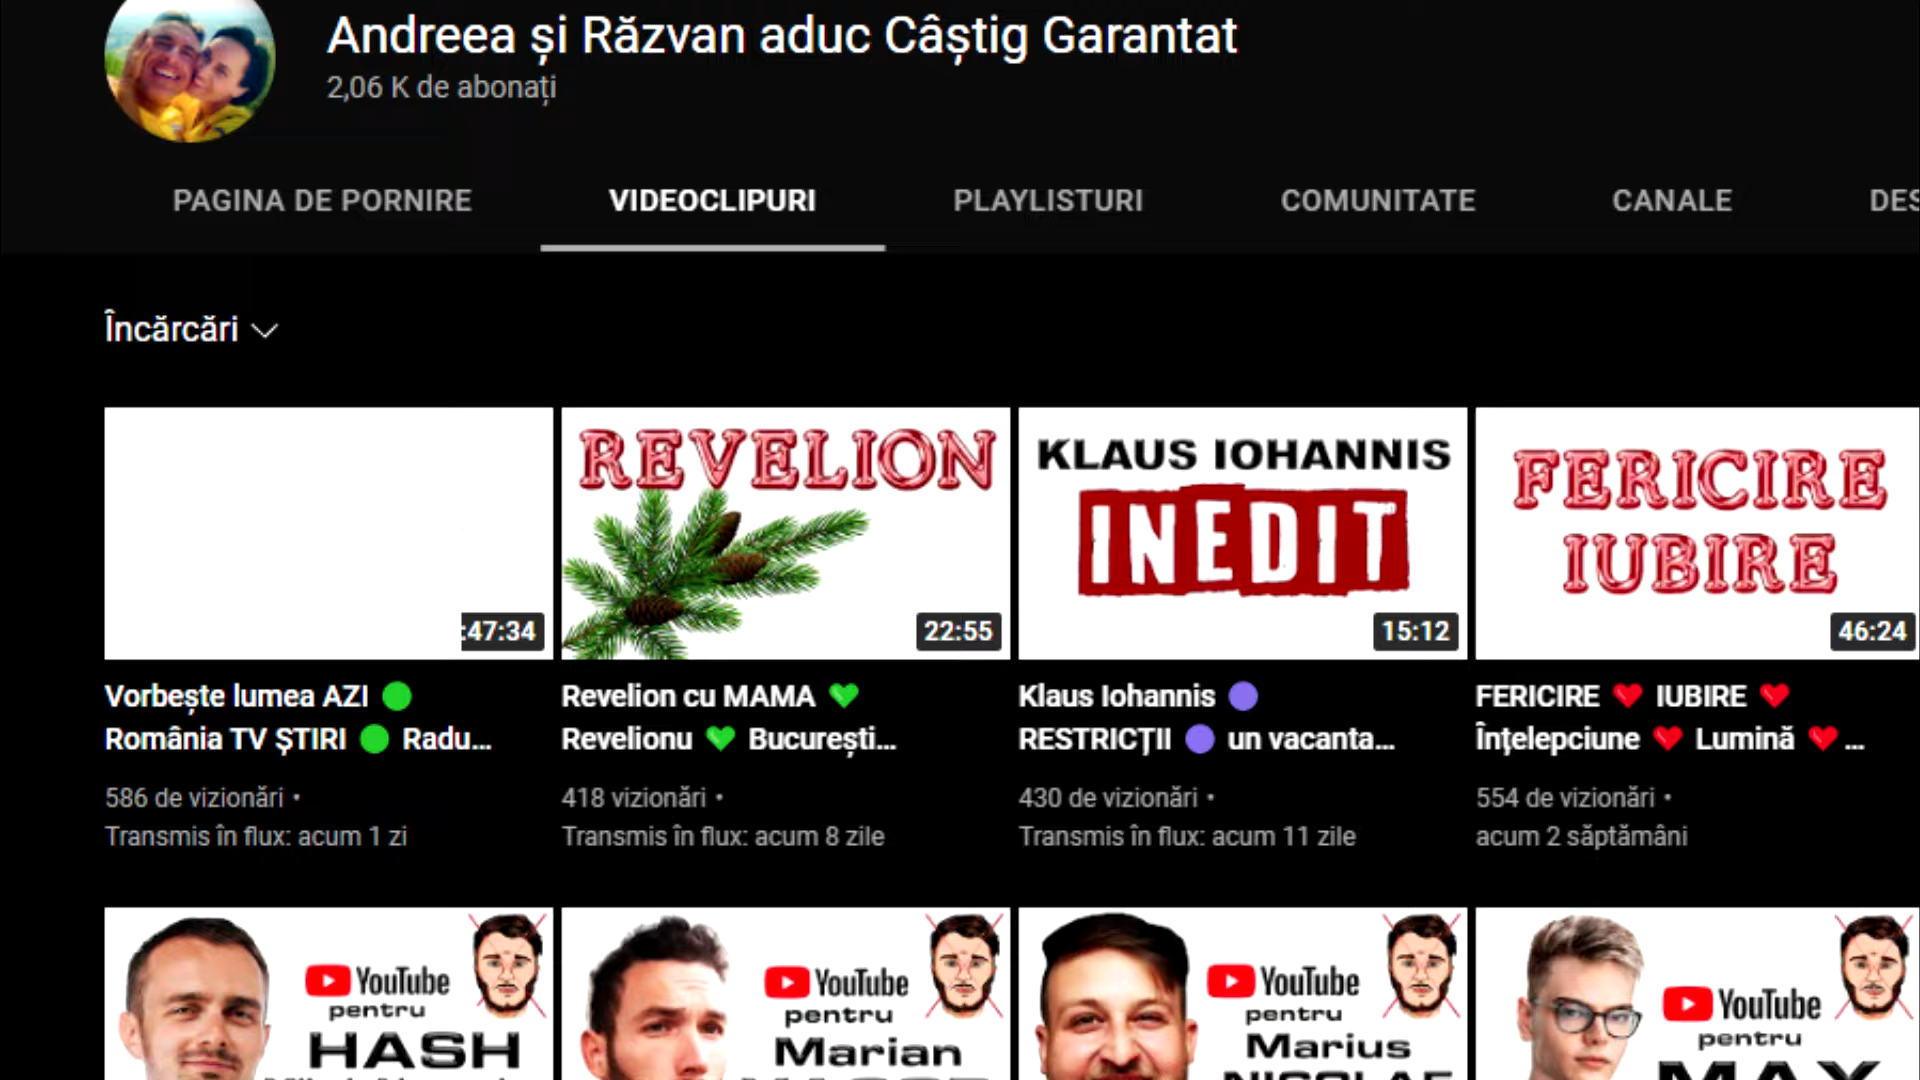 Andreea și Răzvan aduc Câștig Garantat
2,06 K de abonați
PAGINA DE PORNIRE VIDEOCLIPURI PLAYLISTURI COMUNITATE CANALE
Încărcări
:47:34
REVELION
22:55
KLAUS IOHANNIS
INEDIT
15:12
FERICIRE
IUBIRE
46:24
Vorbește lumea AZI
România TV ȘTIRI Radu...
586 de vizionări •
Transmis în flux: acum 1 zi
Revelion cu MAMA
Revelionu București...
418 vizionări •
Transmis în flux: acum 8 zile
Klaus Iohannis
RESTRICȚII un vacanta...
430 de vizionări •
Transmis în flux: acum 11 zile
FERICIRE IUBIRE
Înțelepciune Lumină ...
554 de vizionări •
acum 2 săptămâni
YouTube
pentru
HASH
YouTube
pentru
Marian
YouTube
pentru
Marius
YouTube
pentru
MAX